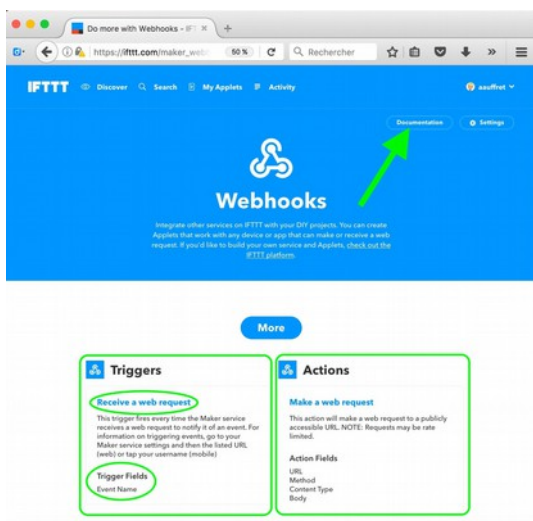 Do more with Webhooks - IFT
https://ifttt.com/maker_web
50 %
Rechercher
IFTTT
Discover
Search
My Applets
Activity
aauffret
Documentation
Settings
Webhooks
Integrate other services on IFTTT with your DIY projects. You can create
Applets that work with any device or app that can make or receive a web
request. If you'd like to build your own service and Applets, check out the
IFTTT platform.
More
Triggers
Receive a web request
This trigger fires every time the Maker service
receives a web request to notify it of an event. For
information on triggering events, go to your
Maker service settings and then the listed URL
(web) or tap your username (mobile)
Trigger Fields
Event Name
Actions
Make a web request
This action will make a web request to a publicly
accessible URL. NOTE: Requests may be rate
limited.
Action Fields
URL
Method
Content Type
Body